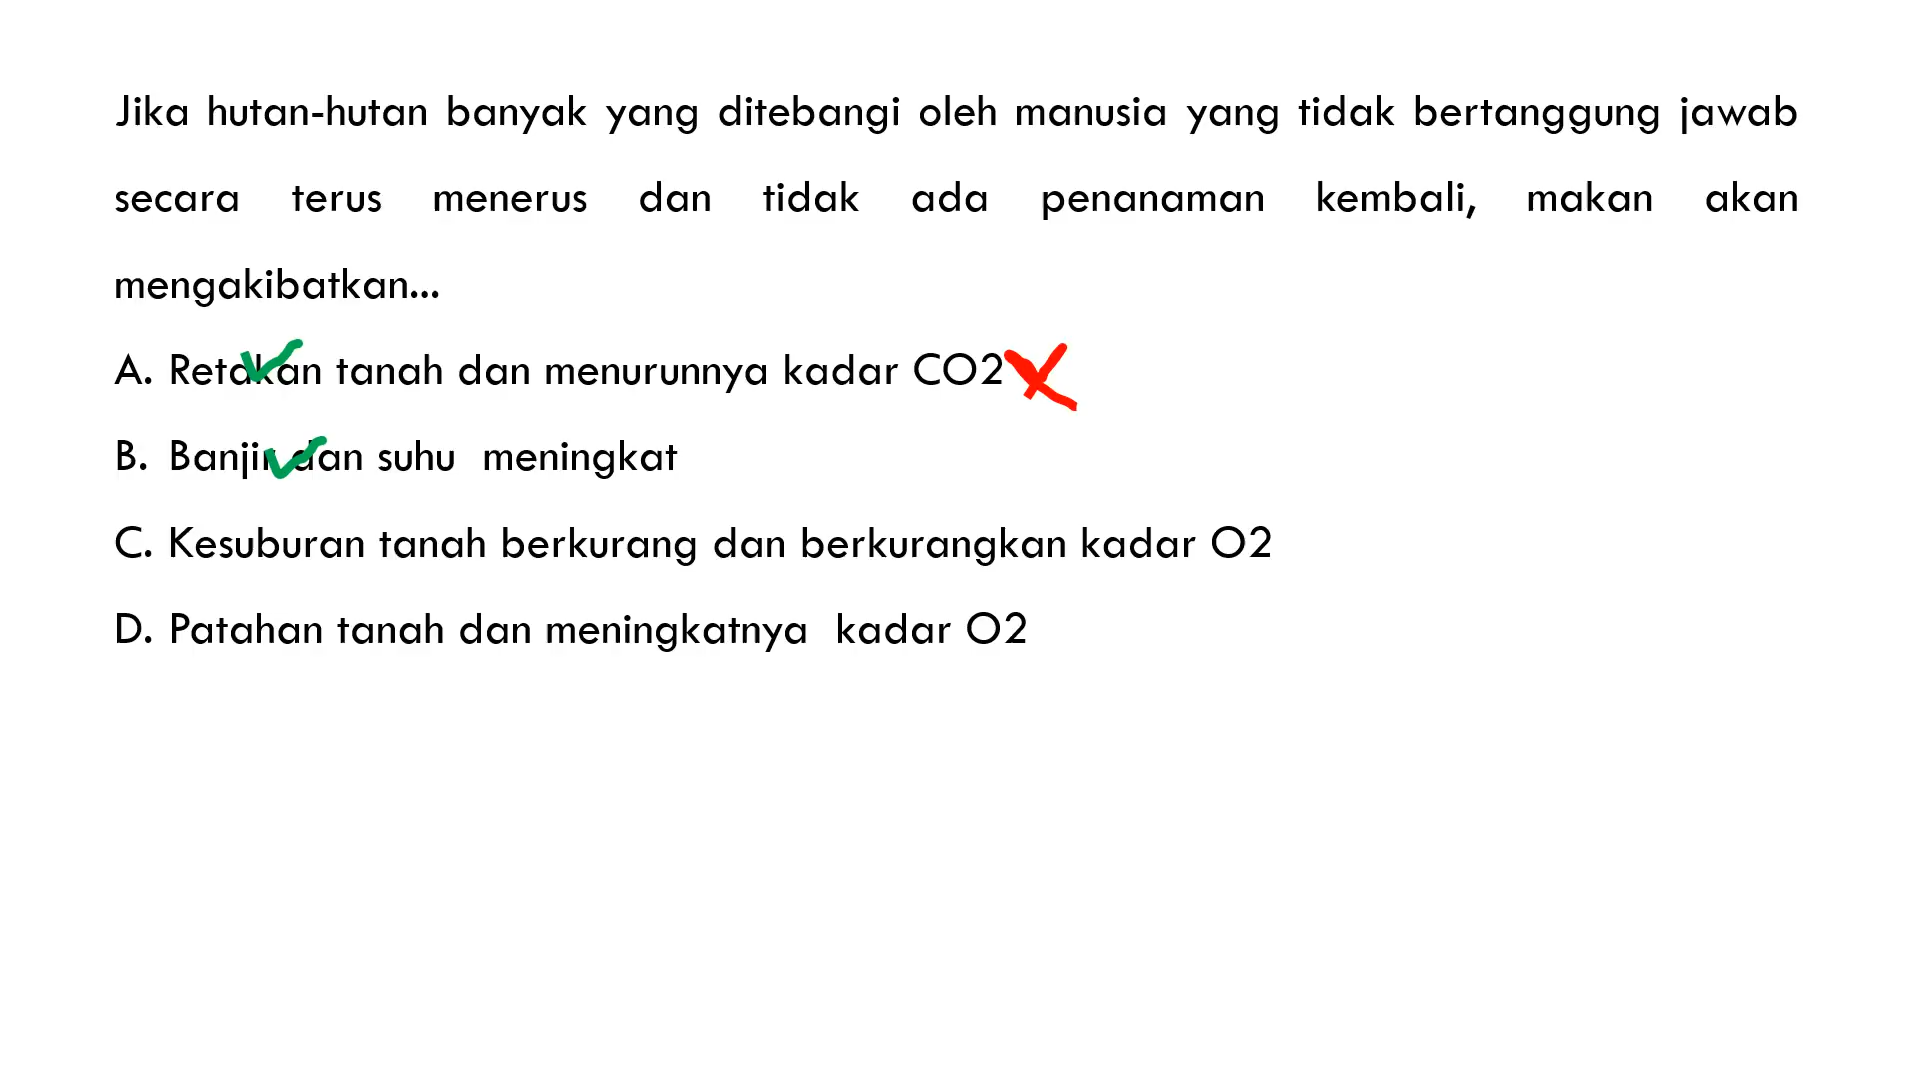 Jika hutan-hutan banyak yang ditebangi oleh manusia yang tidak bertanggung jawab
secara terus menerus dan tidak ada penanaman kembali, makan akan
mengakibatkan...
A. Retakan tanah dan menurunnya kadar CO2
B. Banjir dan suhu meningkat
C. Kesuburan tanah berkurang dan berkurangkan kadar O2
D. Patahan tanah dan meningkatnya kadar O2